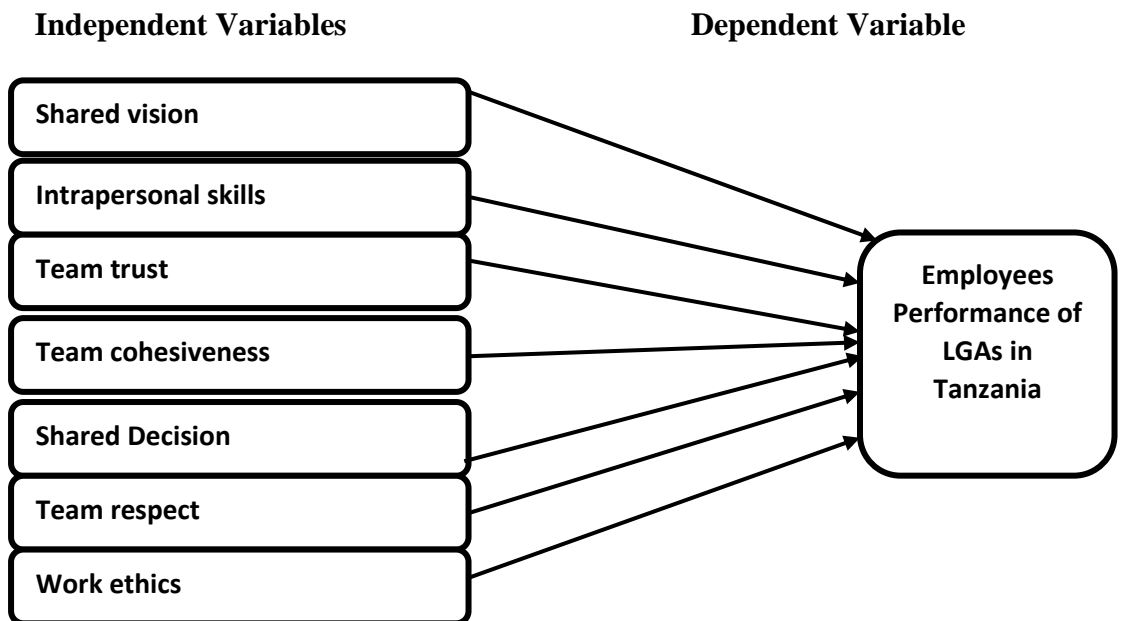 Independent Variables
Dependent Variable
Shared vision
Intrapersonal skills
Team trust
Team cohesiveness
Shared Decision
Team respect
Work ethics
Employees
Performance of
LGAs in
Tanzania